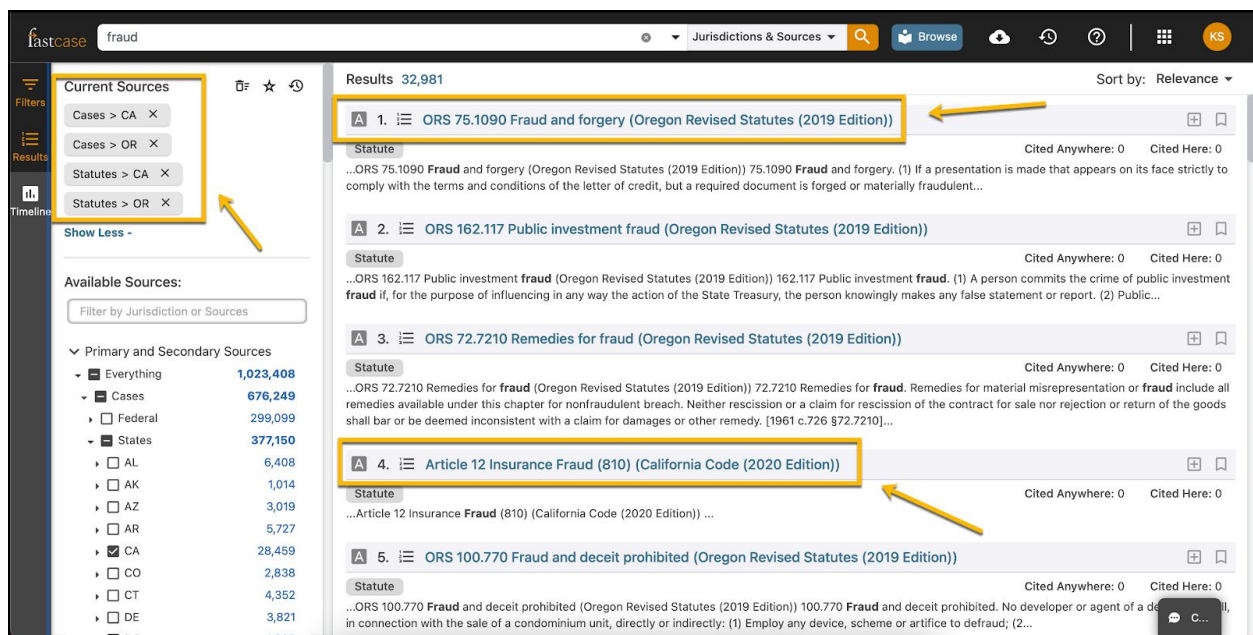 fastcase
fraud
Jurisdictions & Sources
Browse
KS
Filters
Results
Timeline
Current Sources
Cases > CA ×
Cases > OR ×
Statutes > CA ×
Statutes > OR ×
Show Less -
Available Sources:
Filter by Jurisdiction or Sources
Primary and Secondary Sources
Everything 1,023,408
Cases 676,249
Federal 299,099
States 377,150
AL 6,408
AK 1,014
AZ 3,019
AR 5,727
CA 28,459
CO 2,838
CT 4,352
DE 3,821
Results 32,981
Sort by: Relevance
A 1. ORS 75.1090 Fraud and forgery (Oregon Revised Statutes (2019 Edition))
Statute Cited Anywhere: 0 Cited Here: 0
...ORS 75.1090 Fraud and forgery (Oregon Revised Statutes (2019 Edition)) 75.1090 Fraud and forgery. (1) If a presentation is made that appears on its face strictly to
comply with the terms and conditions of the letter of credit, but a required document is forged or materially fraudulent...
A 2. ORS 162.117 Public investment fraud (Oregon Revised Statutes (2019 Edition))
Statute Cited Anywhere: 0 Cited Here: 0
...ORS 162.117 Public investment fraud (Oregon Revised Statutes (2019 Edition)) 162.117 Public investment fraud. (1) A person commits the crime of public investment
fraud if, for the purpose of influencing in any way the action of the State Treasury, the person knowingly makes any false statement or report. (2) Public...
A 3. ORS 72.7210 Remedies for fraud (Oregon Revised Statutes (2019 Edition))
Statute Cited Anywhere: 0 Cited Here: 0
...ORS 72.7210 Remedies for fraud (Oregon Revised Statutes (2019 Edition)) 72.7210 Remedies for fraud. Remedies for material misrepresentation or fraud include all
remedies available under this chapter for nonfraudulent breach. Neither rescission or a claim for rescission of the contract for sale nor rejection or return of the goods
shall bar or be deemed inconsistent with a claim for damages or other remedy. [1961 c.726 §72.7210]...
A 4. Article 12 Insurance Fraud (810) (California Code (2020 Edition))
Statute Cited Anywhere: 0 Cited Here: 0
...Article 12 Insurance Fraud (810) (California Code (2020 Edition)) ...
A 5. ORS 100.770 Fraud and deceit prohibited (Oregon Revised Statutes (2019 Edition))
Statute Cited Anywhere: 0 Cited Here: 0
...ORS 100.770 Fraud and deceit prohibited (Oregon Revised Statutes (2019 Edition)) 100.770 Fraud and deceit prohibited. No developer or agent of a
in connection with the sale of a condominium unit, directly or indirectly: (1) Employ any device, scheme or artifice to defraud; (2...
C...